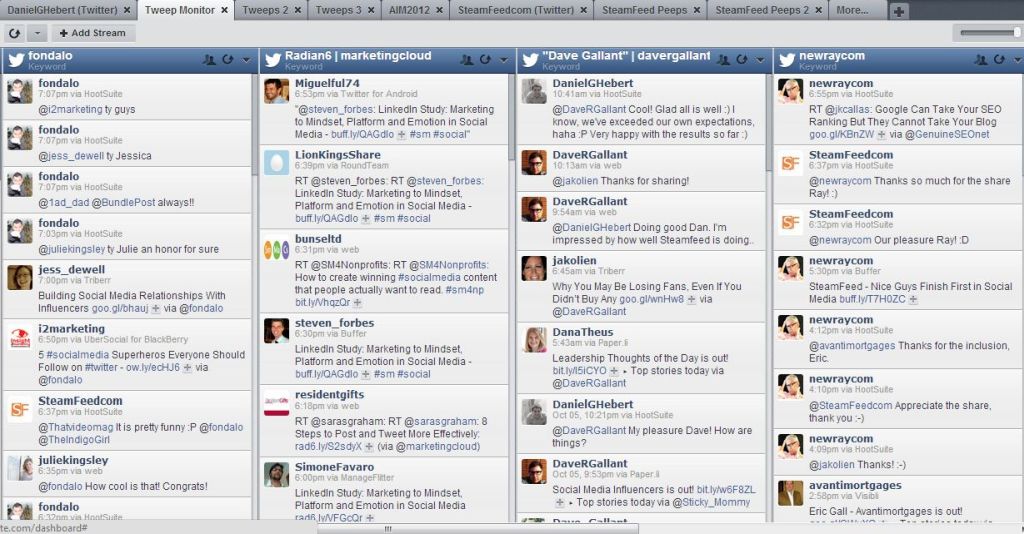 DanielGHebert (Twitter) ×
Tweep Monitor ×
Tweeps 2 ×
Tweeps 3 ×
AIM2012 ×
SteamFeedcom (Twitter) ×
SteamFeed Peeps ×
SteamFeed Peeps 2 ×
More...
Add Stream
fondalo
Keyword
fondalo
7:07pm via HootSuite
@i2marketing ty guys
fondalo
7:07pm via HootSuite
@jess_dewell ty Jessica
fondalo
7:07pm via HootSuite
@1ad_dad @BundlePost always!!
fondalo
7:03pm via HootSuite
@juliekingsley ty Julie an honor for sure
jess_dewell
7:00pm via Triberr
Building Social Media Relationships With
Influencers goo.gl/bhauj via @fondalo
i2marketing
6:50pm via UberSocial for BlackBerry
5 #socialmedia Superheros Everyone Should
Follow on #twitter - ow.ly/ecHJ6 via
@fondalo
SteamFeedcom
6:37pm via HootSuite
@Thatvideomag It is pretty funny :P @fondalo
@TheIndigoGirl
juliekingsley
6:35pm via web
@fondalo How cool is that! Congrats!
fondalo
6:32pm via HootSuite
te.com/dashboard#
Radian6 | marketingcloud
Keyword
Miguelful74
6:53pm via Twitter for Android
"@steven_forbes: LinkedIn Study: Marketing
to Mindset, Platform and Emotion in Social
Media - buff.ly/QAGdlo #sm #social"
LionKingsShare
6:39pm via RoundTeam
RT @steven_forbes: RT @steven_forbes:
LinkedIn Study: Marketing to Mindset,
Platform and Emotion in Social Media -
buff.ly/QAGdlo #sm #social
bunseltd
6:31pm via web
RT @SM4Nonprofits: RT @SM4Nonprofits:
How to create winning #socialmedia content
that people actually want to read. #sm4np
bit.ly/VhqzQr
steven_forbes
6:30pm via Buffer
LinkedIn Study: Marketing to Mindset,
Platform and Emotion in Social Media -
buff.ly/QAGdlo #sm #social
residentgifts
6:18pm via web
RT @sarasgraham: RT @sarasgraham: 8
Steps to Post and Tweet More Effectively:
rad6.ly/S2sdyX (via @marketingcloud)
SimoneFavaro
6:00pm via ManageFlitter
LinkedIn Study: Marketing to Mindset,
Platform and Emotion in Social Media
rad6.ly/VFGcQr
"Dave Gallant" | davergallant
Keyword
DanielGHebert
10:41am via HootSuite
@DaveRGallant Cool! Glad all is well :) I
know, we've exceeded our own expectations,
haha :P Very happy with the results so far :)
DaveRGallant
10:13am via web
@jakolien Thanks for sharing!
DaveRGallant
9:54am via web
@DanielGHebert Doing good Dan. I'm
impressed by how well Steamfeed is doing..
jakolien
6:45am via Triberr
Why You May Be Losing Fans, Even If You
Didn't Buy Any goo.gl/wnHw8 via
@DaveRGallant
DanaTheus
5:43am via Paper.li
Leadership Thoughts of the Day is out!
bit.ly/I5iCYO ▸ Top stories today via
@DaveRGallant
DanielGHebert
Oct 05, 10:21pm via HootSuite
@DaveRGallant My pleasure Dave! How are
things?
DaveRGallant
Oct 05, 9:53pm via Paper.li
Social Media Influencers is out! bit.ly/w6F8ZL
▸ Top stories today via @Sticky_Mommy
newraycom
Keyword
newraycom
6:55pm via HootSuite
RT @jkcallas: Google Can Take Your SEO
Ranking But They Cannot Take Your Blog
goo.gl/KBnZW via @GenuineSEOnet
SteamFeedcom
6:37pm via HootSuite
@newraycom Thanks so much for the share
Ray! :)
SteamFeedcom
6:32pm via HootSuite
@newraycom Our pleasure Ray! :D
newraycom
5:30pm via Buffer
SteamFeed - Nice Guys Finish First in Social
Media buff.ly/T7H0ZC
newraycom
4:12pm via HootSuite
@avantimortgages Thanks for the inclusion,
Eric.
newraycom
4:10pm via HootSuite
@SteamFeedcom Appreciate the share,
thank you :-)
newraycom
4:09pm via HootSuite
@jakolien Thanks! :-)
avantimortgages
2:58pm via Visibli
Eric Gall - Avantimortgages is out!